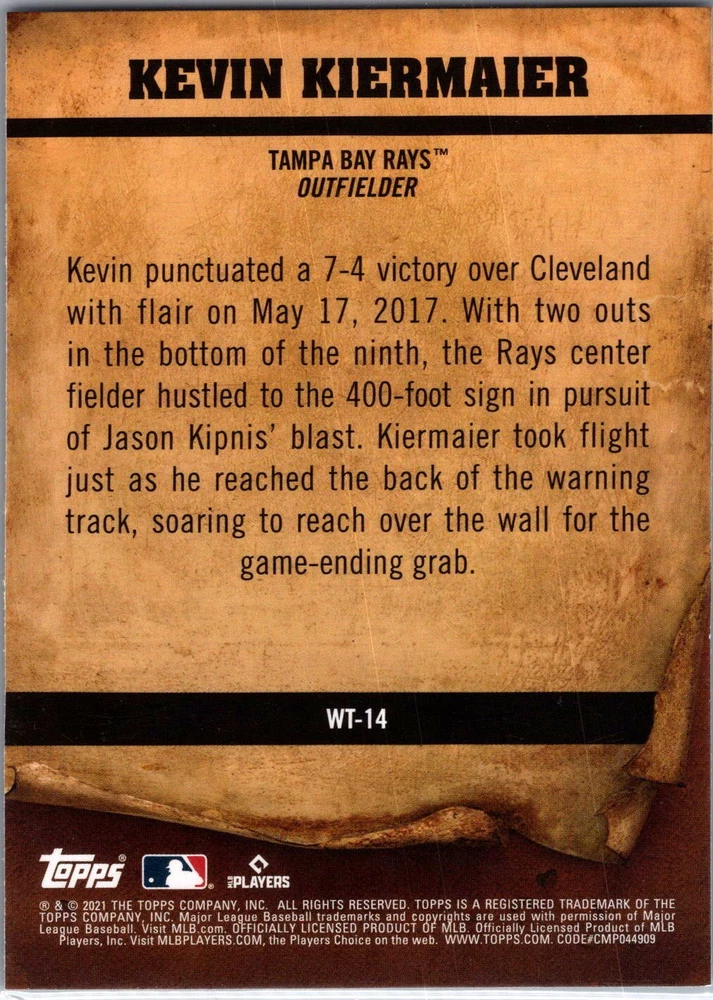 KEVIN KIERMAIER
TAMPA BAY RAYS™
OUTFIELDER
Kevin punctuated a 7-4 victory over Cleveland
with flair on May 17, 2017. With two outs
in the bottom of the ninth, the Rays center
fielder hustled to the 400-foot sign in pursuit
of Jason Kipnis' blast. Kiermaier took flight
just as he reached the back of the warning
track, soaring to reach over the wall for the
game-ending grab.
WT-14
topps® MLB PLAYERS
® & © 2021 THE TOPPS COMPANY, INC. ALL RIGHTS RESERVED. TOPPS IS A REGISTERED TRADEMARK OF THE
TOPPS COMPANY, INC. Major League Baseball trademarks and copyrights are used with permission of Major
League Baseball. Visit MLB.com. OFFICIALLY LICENSED PRODUCT OF MLB. Officially Licensed Product of MLB
Players, Inc. Visit MLBPLAYERS.COM, the Players Choice on the web. WWW.TOPPS.COM. CODE#CMP044909